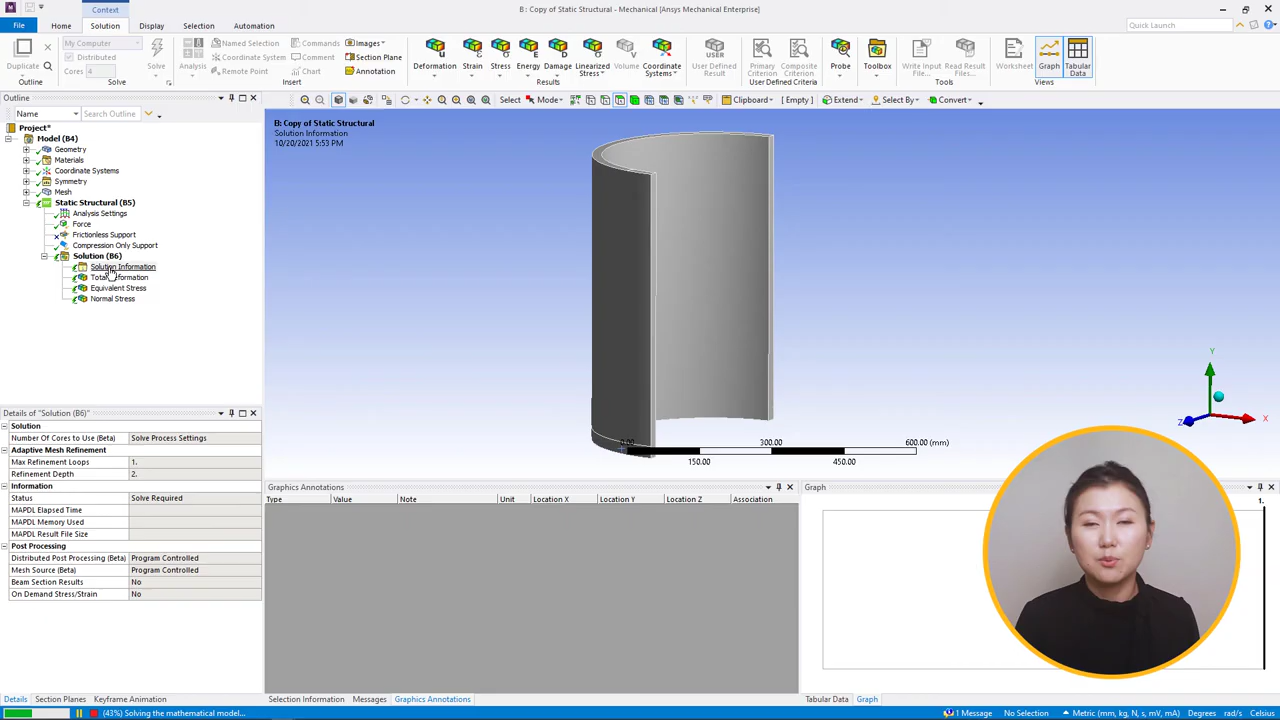 Context
B : Copy of Static Structural - Mechanical [Ansys Mechanical Enterprise]
File Home Solution Display Selection Automation
Quick Launch
Duplicate
Outline
My Computer
Distributed
Cores 4
Solve
Solve
Analysis
Named Selection
Coordinate System
Remote Point
Commands
Comment
Chart
Images
Section Plane
Annotation
Insert
Deformation Strain Stress Energy Damage Linearized Stress Volume Coordinate Systems
Results
USER
User Defined Result
Primary Criterion
Composite Criterion
User Defined Criteria
Probe
Toolbox
Write Input File...
Read Result Files...
Tools
Worksheet
Graph
Tabular Data
Views
Outline
Name
Search Outline
Select Mode
Clipboard [ Empty ] Extend Select By Convert
Project*
Model (B4)
Geometry
Materials
Coordinate Systems
Symmetry
Mesh
Static Structural (B5)
Analysis Settings
Force
Frictionless Support
Compression Only Support
Solution (B6)
Solution Information
Equivalent Stress
Normal Stress
B: Copy of Static Structural
Solution Information
10/20/2021 5:53 PM
Y
X
Z
0.00 300.00 600.00 (mm)
150.00 450.00
Details of "Solution (B6)"
Solution
Number Of Cores to Use (Beta) Solve Process Settings
Adaptive Mesh Refinement
Max Refinement Loops 1.
Refinement Depth 2.
Information
Status Solve Required
MAPDL Elapsed Time
MAPDL Memory Used
MAPDL Result File Size
Post Processing
Distributed Post Processing (Beta) Program Controlled
Mesh Source (Beta) Program Controlled
Beam Section Results No
On Demand Stress/Strain No
Graphics Annotations
Type Value Note Unit Location X Location Y Location Z Association
Graph
1.
Details Section Planes Keyframe Animation
Selection Information Messages Graphics Annotations
Tabular Data Graph
(43%) Solving the mathematical model...
1 Message No Selection Metric (mm, kg, N, s, mV, mA) Degrees rad/s Celsius